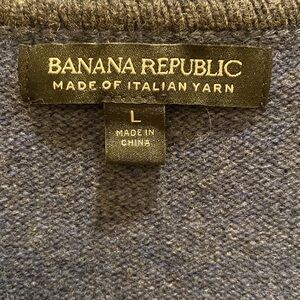 BANANA REPUBLIC
MADE OF ITALIAN YARN
L
MADE IN
CHINA